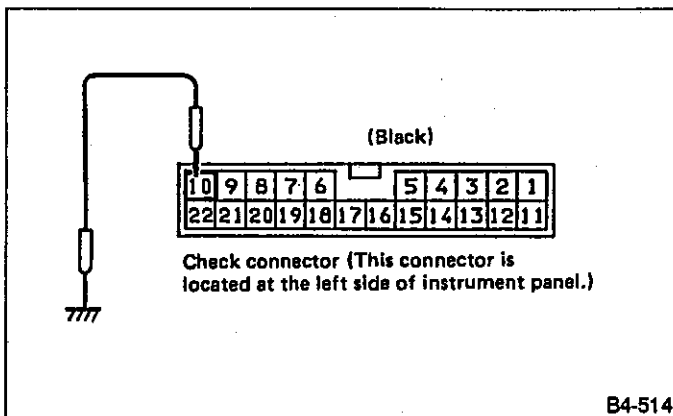 (Black)
10 9 8 7 6 5 4 3 2 1
22 21 20 19 18 17 16 15 14 13 12 11
Check connector (This connector is
located at the left side of instrument panel.)
B4-514